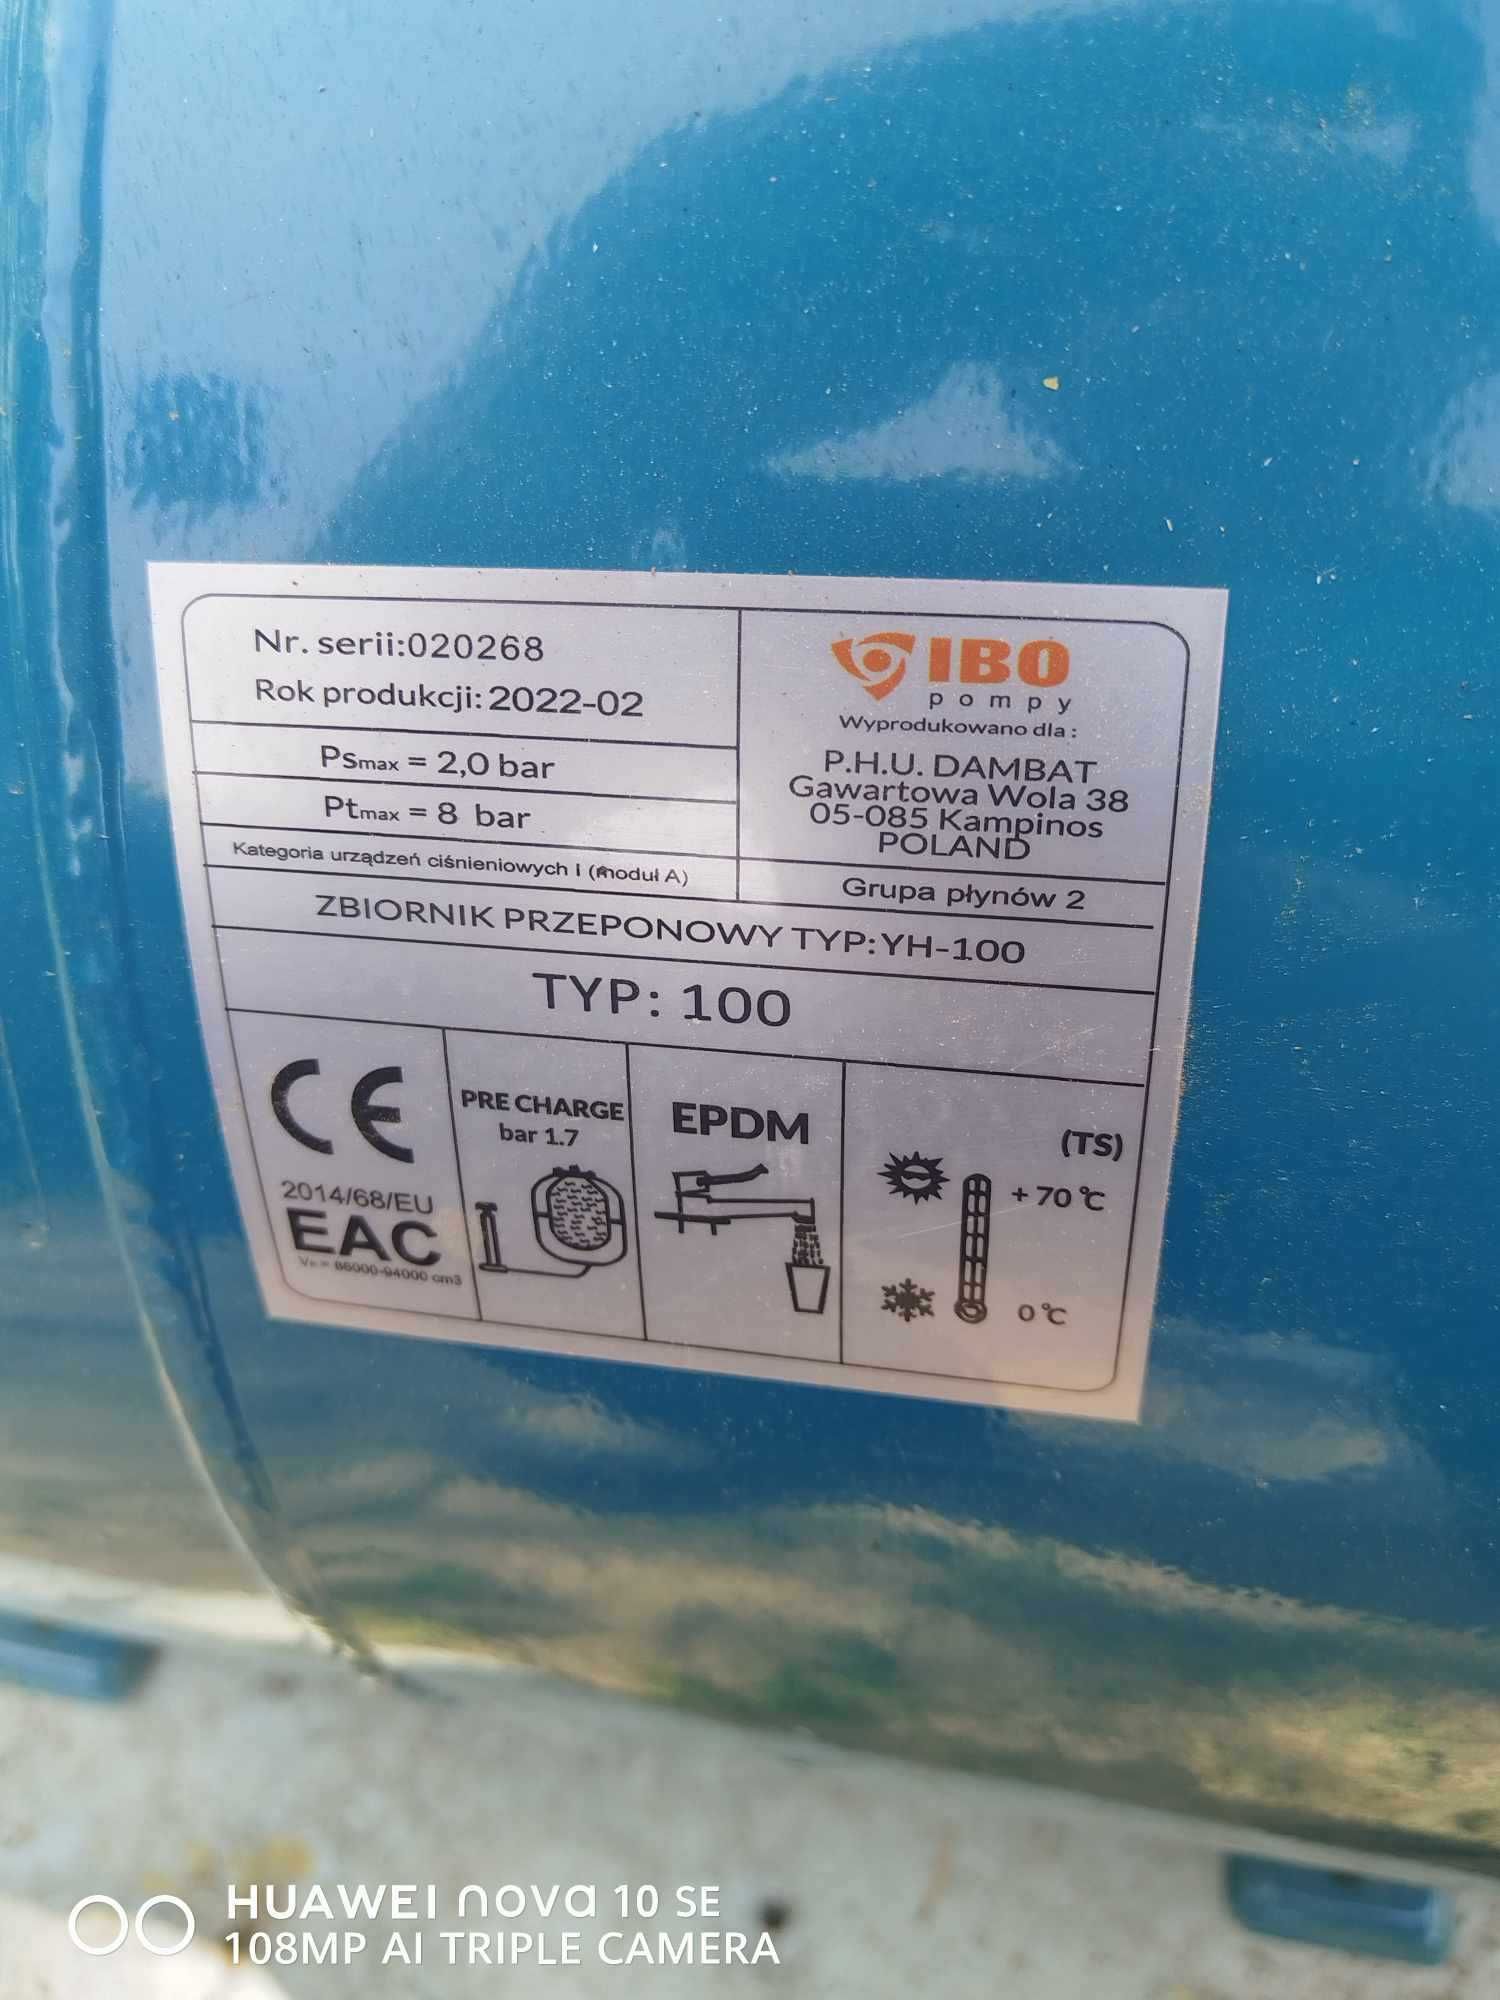 Nr. serii:020268
Rok produkcji: 2022-02
PSmax = 2,0 bar
Ptmax = 8 bar
Kategoria urządzeń ciśnieniowych I (moduł A)
IBO
pompy
Wyprodukowano dla :
P.H.U. DAMBAT
Gawartowa Wola 38
05-085 Kampinos
POLAND
Grupa płynów 2
ZBIORNIK PRZEPONOWY TYP:YH-100
TYP: 100
CE
2014/68/EU
EAC
= 86000-94000 cm3
PRE CHARGE
bar 1.7
EPDM
(TS)
+ 70 °C
0 °C
HUAWEI nova 10 SE
108MP AI TRIPLE CAMERA